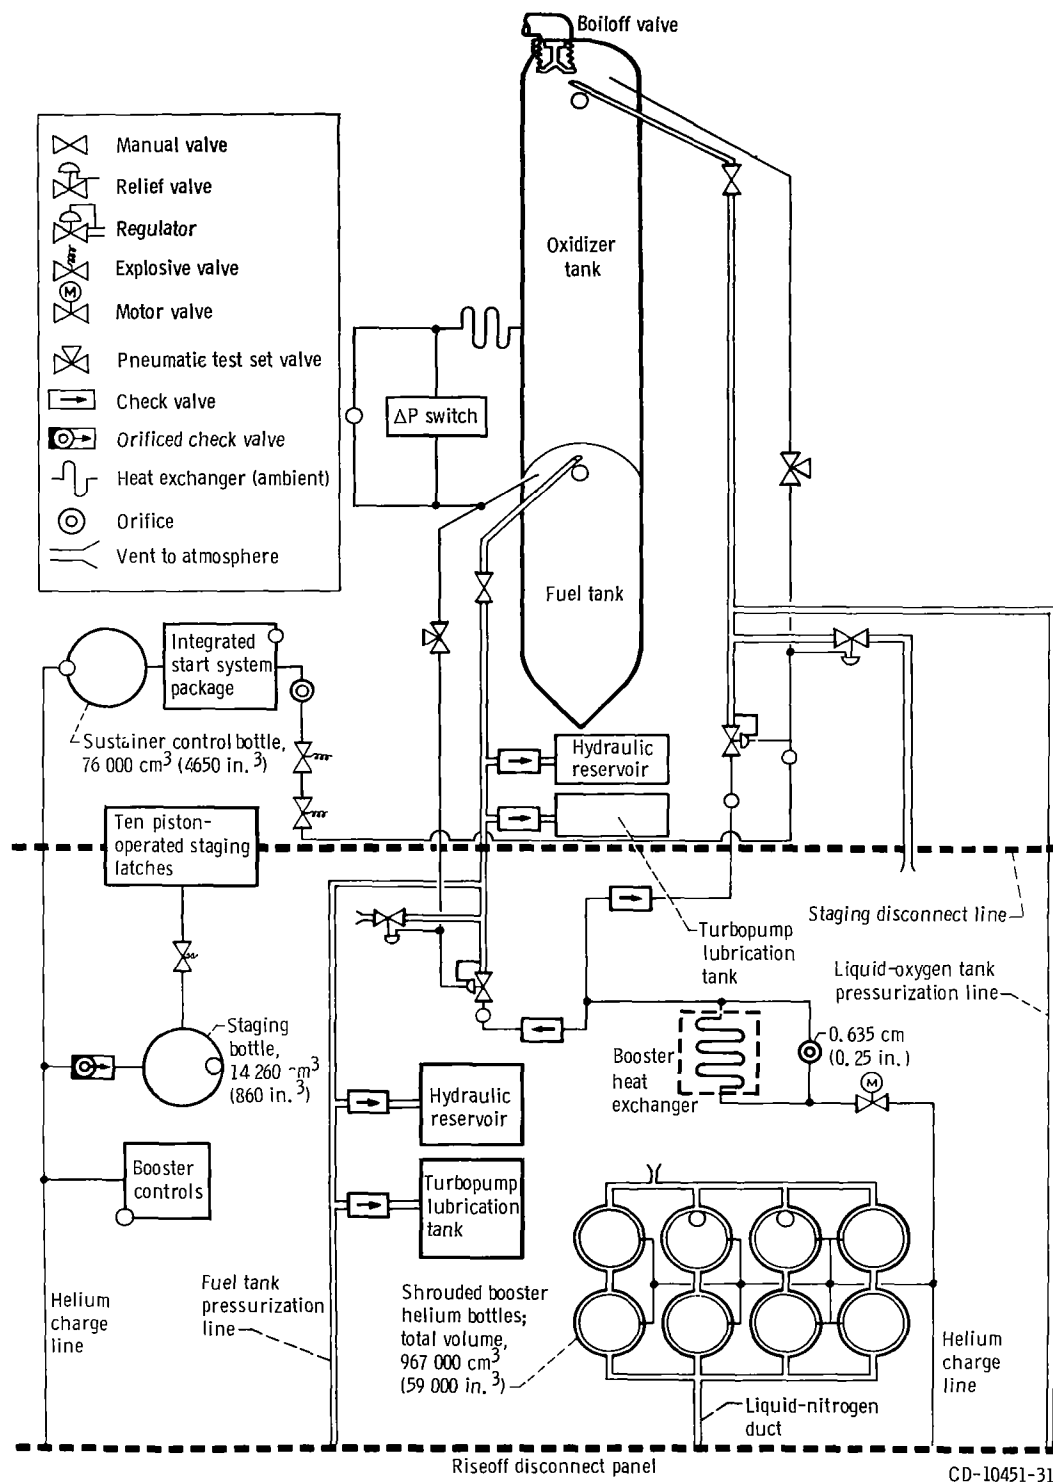 Boiloff valve
Manual valve
Relief valve
Regulator
Explosive valve
M
Motor valve
Pneumatic test set valve
Check valve
Orificed check valve
Heat exchanger (ambient)
Orifice
Vent to atmosphere
Oxidizer
tank
ΔP switch
Fuel tank
Integrated
start system
package
Sustainer control bottle,
76 000 cm³ (4650 in.³)
Hydraulic
reservoir
Ten piston-
operated staging
latches
Staging disconnect line
Turbopump
lubrication
tank
Liquid-oxygen tank
pressurization line
Staging
bottle,
14 260 cm³
(860 in.³)
0.635 cm
(0.25 in.)
Booster
heat
exchanger
M
Hydraulic
reservoir
Booster
controls
Turbopump
lubrication
tank
Fuel tank
pressurization
line
Helium
charge
line
Shrouded booster
helium bottles;
total volume,
967 000 cm³
(59 000 in.³)
Helium
charge
line
Liquid-nitrogen
duct
Riseoff disconnect panel
CD-10451-31